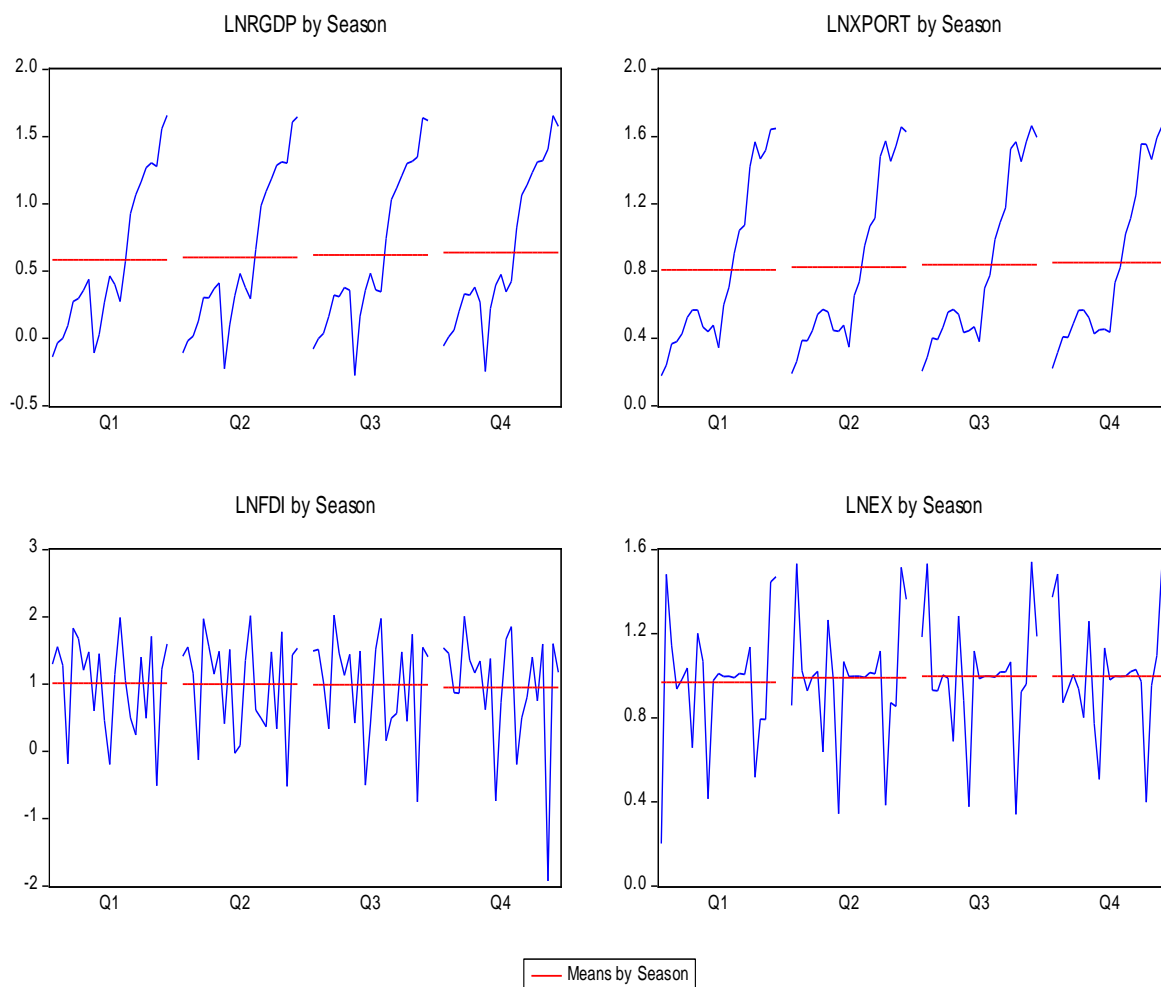 LNRGDP by Season
2.0
1.5
1.0
0.5
0.0
-0.5
Q1 Q2 Q3 Q4
LNXPORT by Season
2.0
1.6
1.2
0.8
0.4
0.0
Q1 Q2 Q3 Q4
LNFDI by Season
3
2
1
0
-1
-2
Q1 Q2 Q3 Q4
LNEX by Season
1.6
1.2
0.8
0.4
0.0
Q1 Q2 Q3 Q4
Means by Season